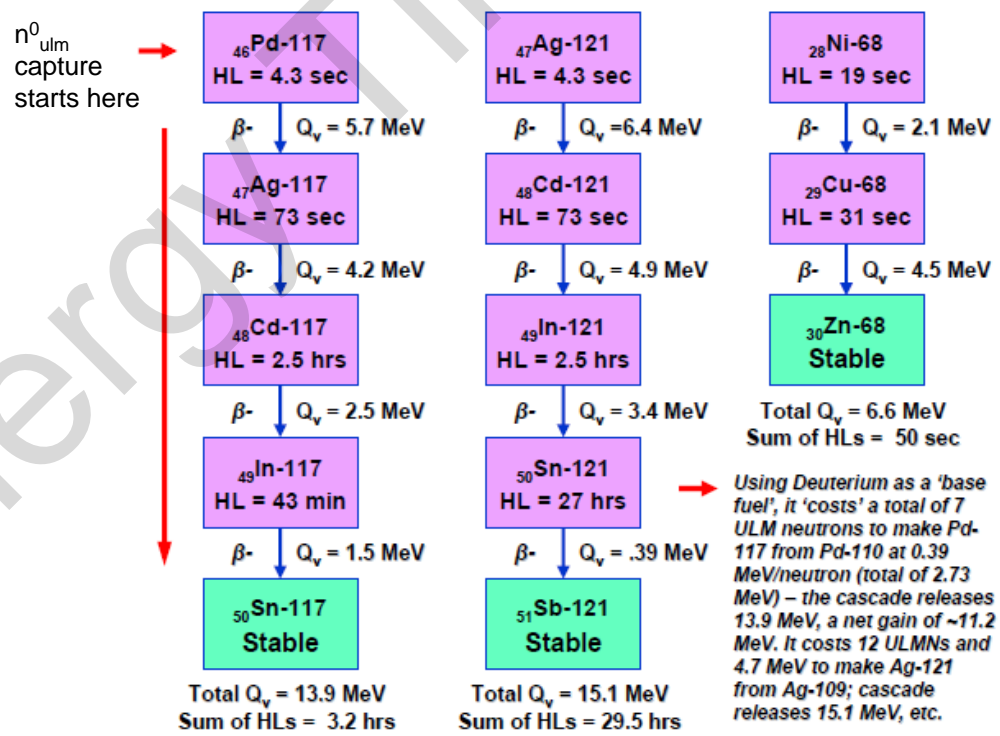 n⁰ulm
capture
starts here
46Pd-117
HL = 4.3 sec
β- Qv = 5.7 MeV
47Ag-117
HL = 73 sec
β- Qv = 4.2 MeV
48Cd-117
HL = 2.5 hrs
β- Qv = 2.5 MeV
49In-117
HL = 43 min
β- Qv = 1.5 MeV
50Sn-117
Stable
Total Qv = 13.9 MeV
Sum of HLs = 3.2 hrs
47Ag-121
HL = 4.3 sec
β- Qv =6.4 MeV
48Cd-121
HL = 73 sec
β- Qv = 4.9 MeV
49In-121
HL = 2.5 hrs
β- Qv = 3.4 MeV
50Sn-121
HL = 27 hrs
β- Qv = .39 MeV
51Sb-121
Stable
Total Qv = 15.1 MeV
Sum of HLs = 29.5 hrs
28Ni-68
HL = 19 sec
β- Qv = 2.1 MeV
29Cu-68
HL = 31 sec
β- Qv = 4.5 MeV
30Zn-68
Stable
Total Qv = 6.6 MeV
Sum of HLs = 50 sec
Using Deuterium as a 'base
fuel', it 'costs' a total of 7
ULM neutrons to make Pd-
117 from Pd-110 at 0.39
MeV/neutron (total of 2.73
MeV) – the cascade releases
13.9 MeV, a net gain of ~11.2
MeV. It costs 12 ULMNs and
4.7 MeV to make Ag-121
from Ag-109; cascade
releases 15.1 MeV, etc.